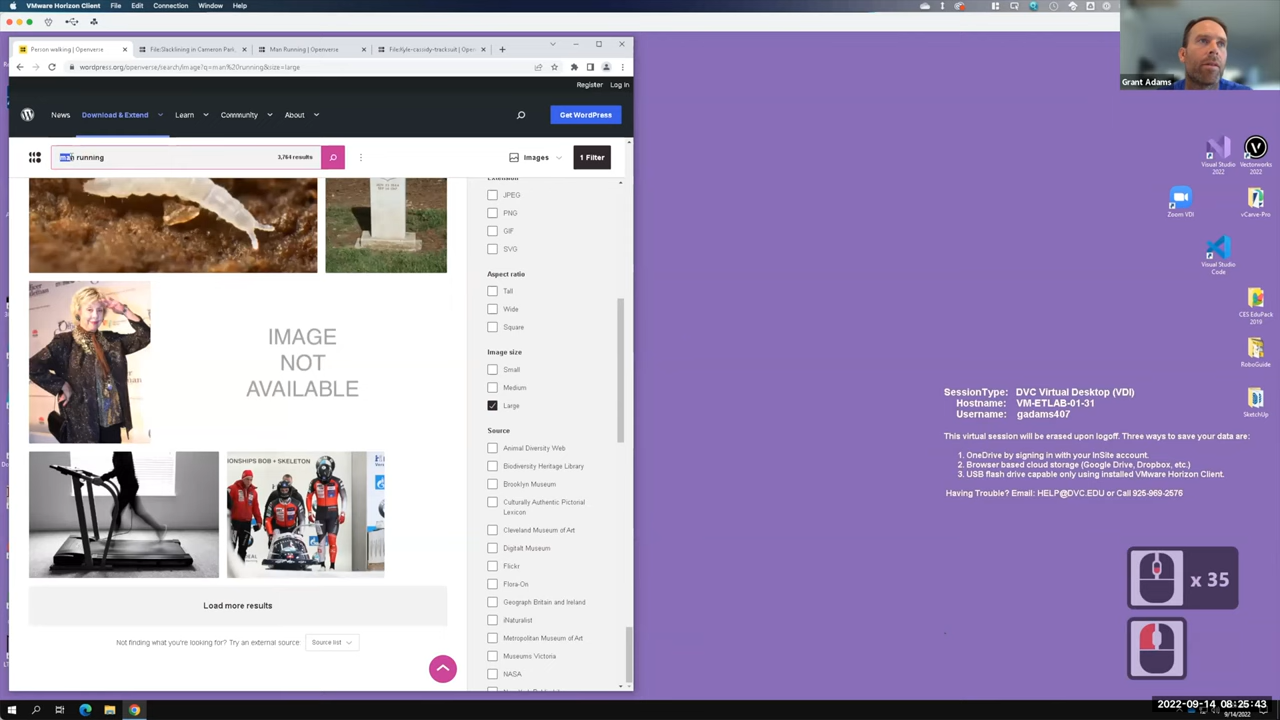 VMware Horizon Client File Edit Connection Window Help
Grant Adams
Person walking | Openverse
File:Slacklining in Cameron Park.
Man Running | Openverse
File:Kyle-cassidy-tracksuit | Open
wordpress.org/openverse/search/image?q=man%20running&size=large
Register Log In
News Download & Extend Learn Community About Get WordPress
man running 3,764 results Images 1 Filter
Extension
JPEG
PNG
GIF
SVG
Aspect ratio
Tall
Wide
Square
Image size
Small
Medium
Large
Source
Animal Diversity Web
Biodiversity Heritage Library
Brooklyn Museum
Culturally Authentic Pictorial
Lexicon
Cleveland Museum of Art
Digitalt Museum
Flickr
Flora-On
Geograph Britain and Ireland
iNaturalist
Metropolitan Museum of Art
Museums Victoria
NASA
IMAGE
NOT
AVAILABLE
IONSHIPS BOB + SKELETON
Load more results
Not finding what you're looking for? Try an external source: Source list
Visual Studio
2022
Vectorworks
2022
Zoom VDI
vCarve-Pro
Visual Studio
Code
CES EduPack
2019
RoboGuide
SketchUp
SessionType: DVC Virtual Desktop (VDI)
Hostname: VM-ETLAB-01-31
Username: gadams407
This virtual session will be erased upon logoff. Three ways to save your data are:
1. OneDrive by signing in with your InSite account.
2. Browser based cloud storage (Google Drive, Dropbox, etc.)
3. USB flash drive capable only using installed VMware Horizon Client.
Having Trouble? Email: HELP@DVC.EDU or Call 925-969-2576
x 35
2022-09-14 08:25:43
9/14/2022